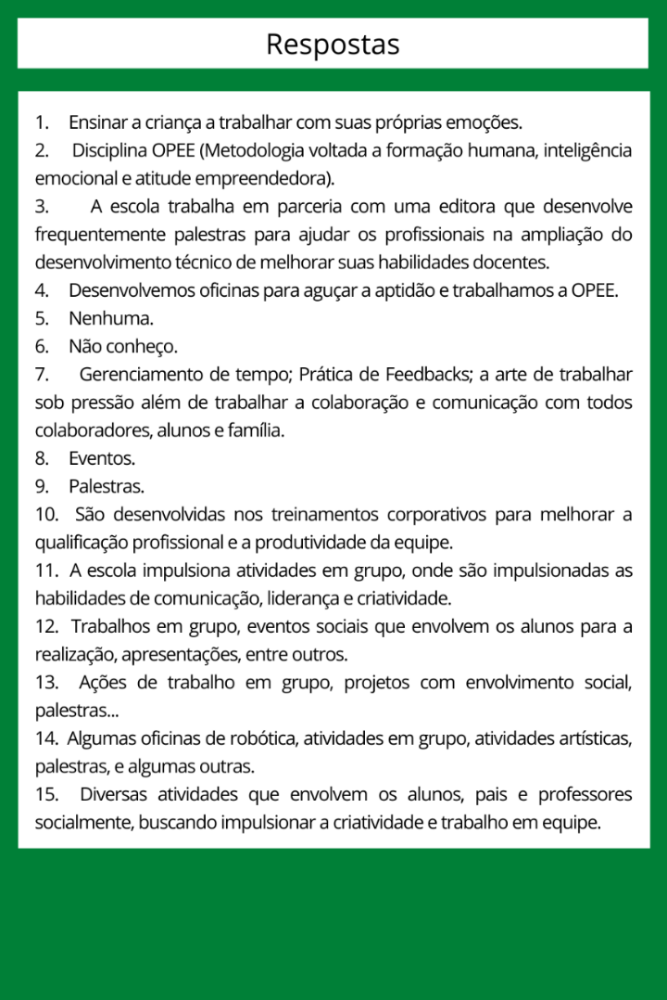 Respostas
1. Ensinar a criança a trabalhar com suas próprias emoções.
2. Disciplina OPEE (Metodologia voltada a formação humana, inteligência
emocional e atitude empreendedora).
3. A escola trabalha em parceria com uma editora que desenvolve
frequentemente palestras para ajudar os profissionais na ampliação do
desenvolvimento técnico de melhorar suas habilidades docentes.
4. Desenvolvemos oficinas para aguçar a aptidão e trabalhamos a OPEE.
5. Nenhuma.
6. Não conheço.
7. Gerenciamento de tempo; Prática de Feedbacks; a arte de trabalhar
sob pressão além de trabalhar a colaboração e comunicação com todos
colaboradores, alunos e família.
8. Eventos.
9. Palestras.
10. São desenvolvidas nos treinamentos corporativos para melhorar a
qualificação profissional e a produtividade da equipe.
11. A escola impulsiona atividades em grupo, onde são impulsionadas as
habilidades de comunicação, liderança e criatividade.
12. Trabalhos em grupo, eventos sociais que envolvem os alunos para a
realização, apresentações, entre outros.
13. Ações de trabalho em grupo, projetos com envolvimento social,
palestras...
14. Algumas oficinas de robótica, atividades em grupo, atividades artísticas,
palestras, e algumas outras.
15. Diversas atividades que envolvem os alunos, pais e professores
socialmente, buscando impulsionar a criatividade e trabalho em equipe.